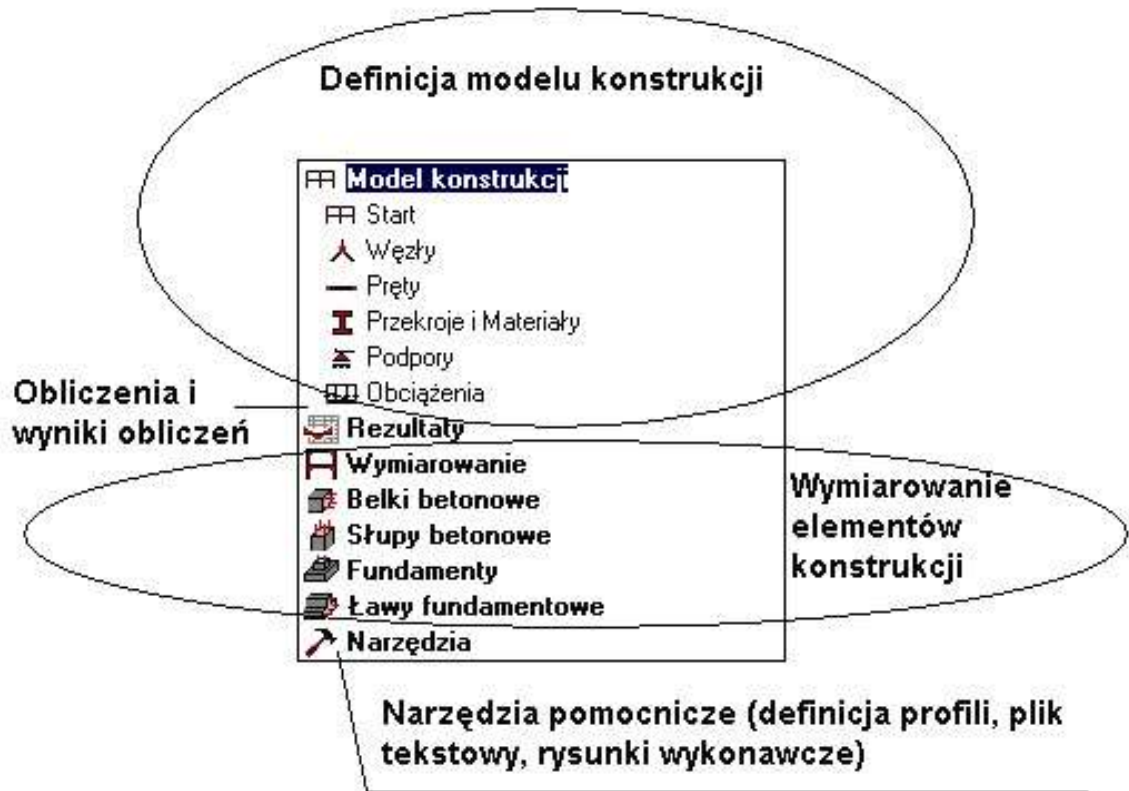 Definicja modelu konstrukcji
Model konstrukcji
Start
Węzły
Pręty
Przekroje i Materiały
Podpory
Obciążenia
Obliczenia i
wyniki obliczeń
Rezultaty
Wymiarowanie
Belki betonowe
Słupy betonowe
Fundamenty
Ławy fundamentowe
Narzędzia
Wymiarowanie
elementów
konstrukcji
Narzędzia pomocnicze (definicja profili, plik
tekstowy, rysunki wykonawcze)